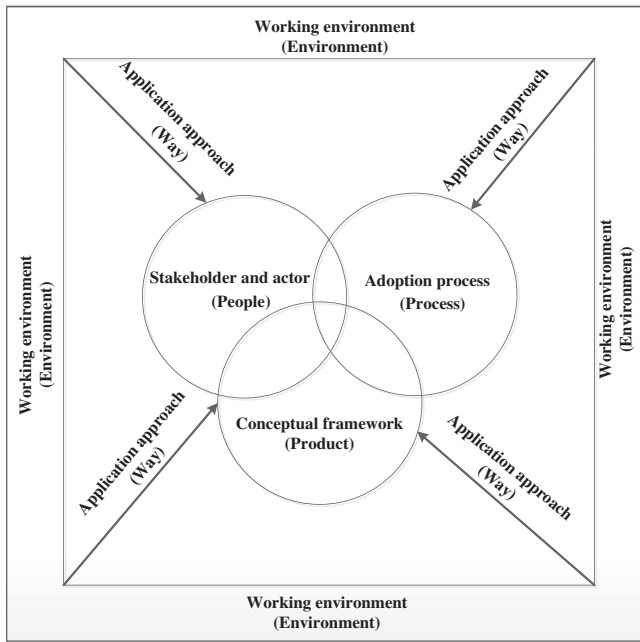 Working environment
(Environment)
Application approach
(Way)
Application approach
(Way)
Stakeholder and actor
(People)
Adoption process
(Process)
Working environment
(Environment)
Working environment
(Environment)
Conceptual framework
(Product)
Application approach
(Way)
Application approach
(Way)
Working environment
(Environment)